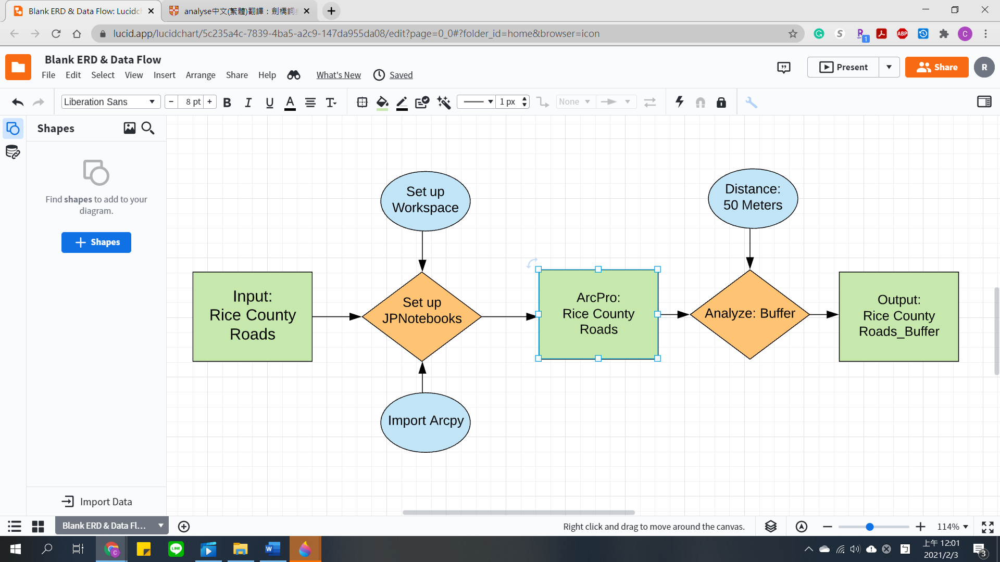 Blank ERD & Data Flow: Lucidch
analyse中文(繁體)翻譯：劍橋詞
lucid.app/lucidchart/5c235a4c-7839-4ba5-a2c9-147da955da08/edit?page=0_0#?folder_id=home&browser=icon
S
R
1
ABP
C
Blank ERD & Data Flow
File Edit Select View Insert Arrange Share Help What's New Saved
Present
Share
R
Liberation Sans
− 8 pt + B I U A T
1 px
None
Shapes
Find shapes to add to your
diagram.
+ Shapes
Import Data
Set up
Workspace
Distance:
50 Meters
Input:
Rice County
Roads
Set up
JPNotebooks
ArcPro:
Rice County
Roads
Analyze: Buffer
Output:
Rice County
Roads_Buffer
Import Arcpy
Blank ERD & Data Fl...
Right click and drag to move around the canvas.
114%
C
LINE
W
上午 12:01
2021/2/3
3